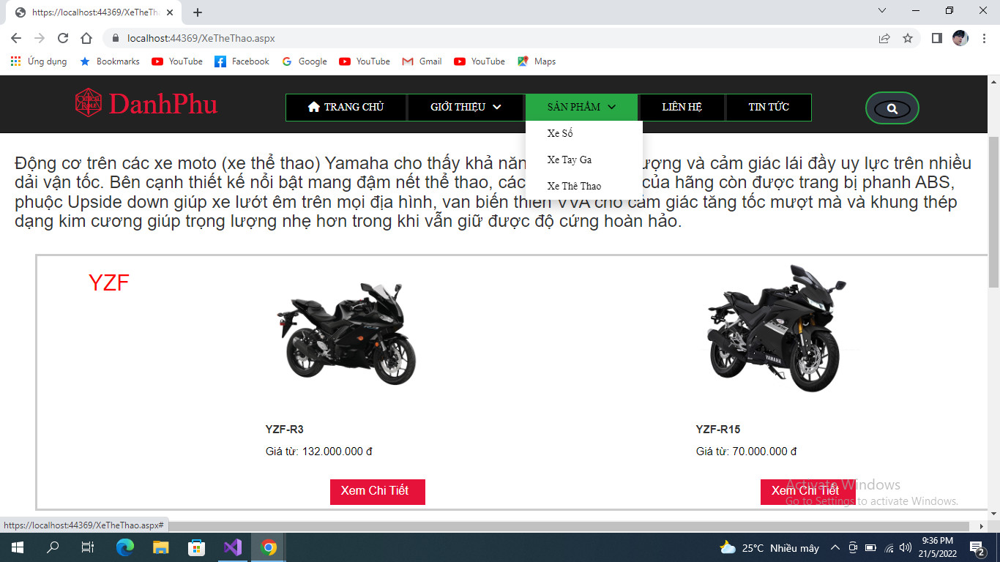 https://localhost:44369/XeTheTh
localhost:44369/XeTheThao.aspx
Ứng dụng Bookmarks YouTube Facebook Google YouTube Gmail YouTube Maps
DanhPhu TRANG CHỦ GIỚI THIỆU SẢN PHẨM LIÊN HỆ TIN TỨC
Xe Số
Xe Tay Ga
Xe Thê Thao
Động cơ trên các xe moto (xe thể thao) Yamaha cho thấy khả năn ượng và cảm giác lái đầy uy lực trên nhiều
dải vận tốc. Bên cạnh thiết kế nổi bật mang đậm nết thể thao, các của hãng còn được trang bị phanh ABS,
phuộc Upside down giúp xe lướt êm trên mọi địa hình, van biến thiên VVA cho cảm giác tăng tốc mượt mà và khung thép
dạng kim cương giúp trọng lượng nhẹ hơn trong khi vẫn giữ được độ cứng hoàn hảo.
YZF
YAMAHA
YZF-R3 YZF-R15
Giá từ: 132.000.000 đ Giá từ: 70.000.000 đ
Xem Chi Tiết Xem Chi Tiết
Activate Windows
Go to Settings to activate Windows.
https://localhost:44369/XeTheThao.aspx#
25°C Nhiều mây
9:36 PM
21/5/2022
2